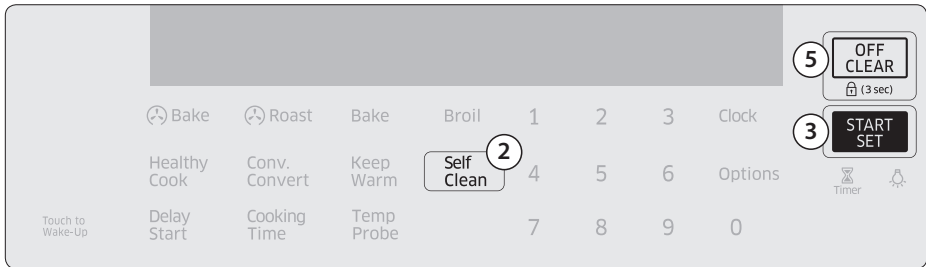 5
OFF
CLEAR
(3 sec)
Bake Roast Bake Broil 1 2 3 Clock
3
START
SET
2
Healthy
Cook
Conv.
Convert
Keep
Warm
Self
Clean
4 5 6 Options
Timer
Touch to
Wake-Up
Delay
Start
Cooking
Time
Temp
Probe
7 8 9 0